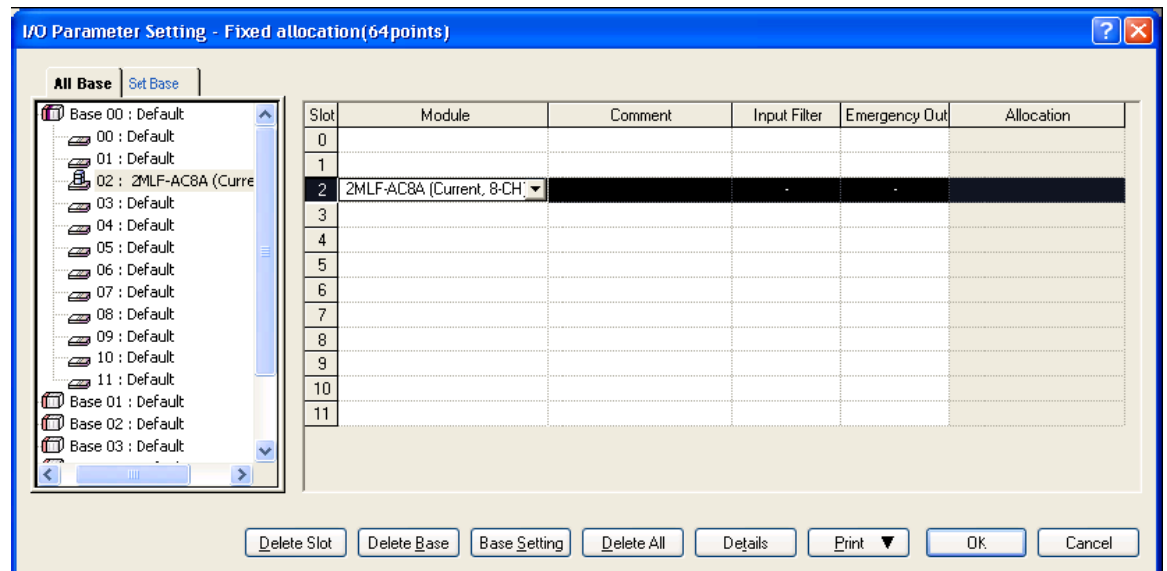 I/O Parameter Setting - Fixed allocation(64points)
All Base Set Base
Base 00 : Default
00 : Default
01 : Default
02 : 2MLF-AC8A (Curre
03 : Default
04 : Default
05 : Default
06 : Default
07 : Default
08 : Default
09 : Default
10 : Default
11 : Default
Base 01 : Default
Base 02 : Default
Base 03 : Default
Slot Module Comment Input Filter Emergency Out Allocation
0
1
2 2MLF-AC8A (Current, 8-CH) - -
3
4
5
6
7
8
9
10
11
Delete Slot Delete Base Base Setting Delete All Details Print ▼ OK Cancel